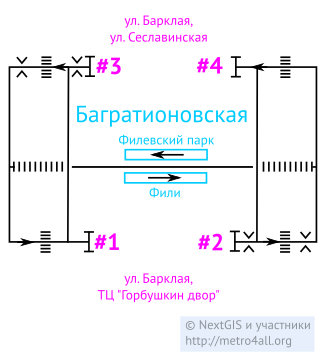 ул. Барклая,
ул. Сеславинская
#3
#4
Багратионовская
Филевский парк
Фили
#1
#2
ул. Барклая,
ТЦ "Горбушкин двор"
© NextGIS и участники
http://metro4all.org